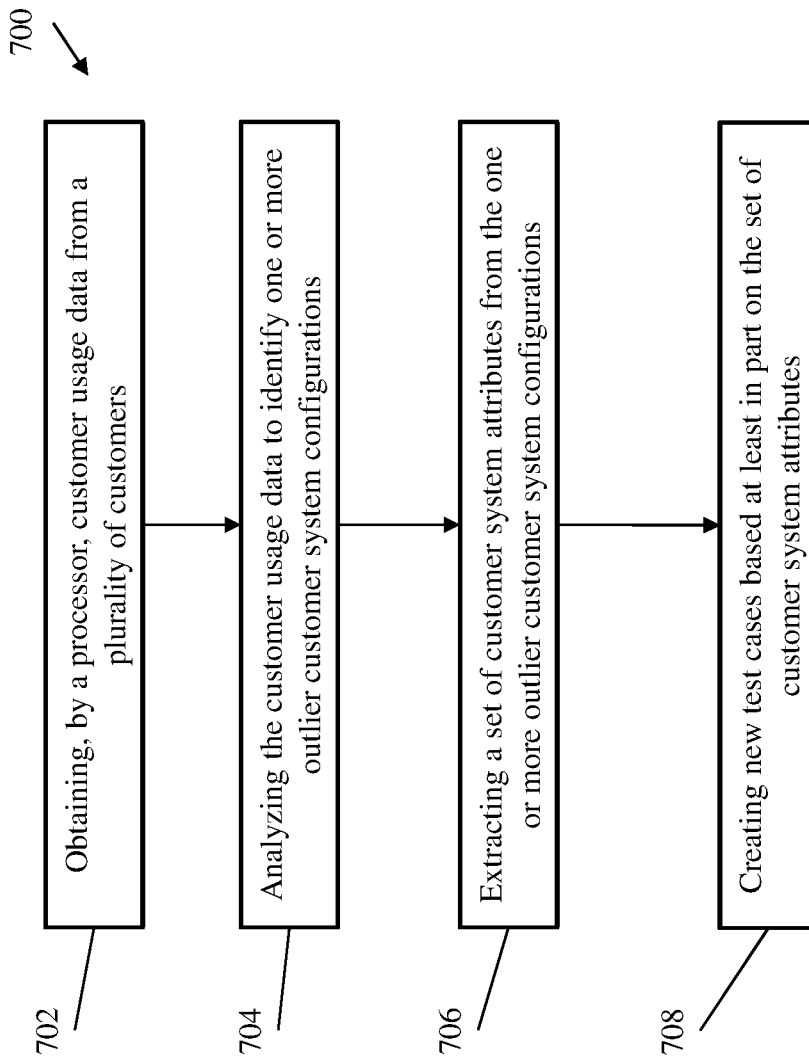 700
702
Obtaining, by a processor, customer usage data from a
plurality of customers
704
Analyzing the customer usage data to identify one or more
outlier customer system configurations
706
Extracting a set of customer system attributes from the one
or more outlier customer system configurations
708
Creating new test cases based at least in part on the set of
customer system attributes